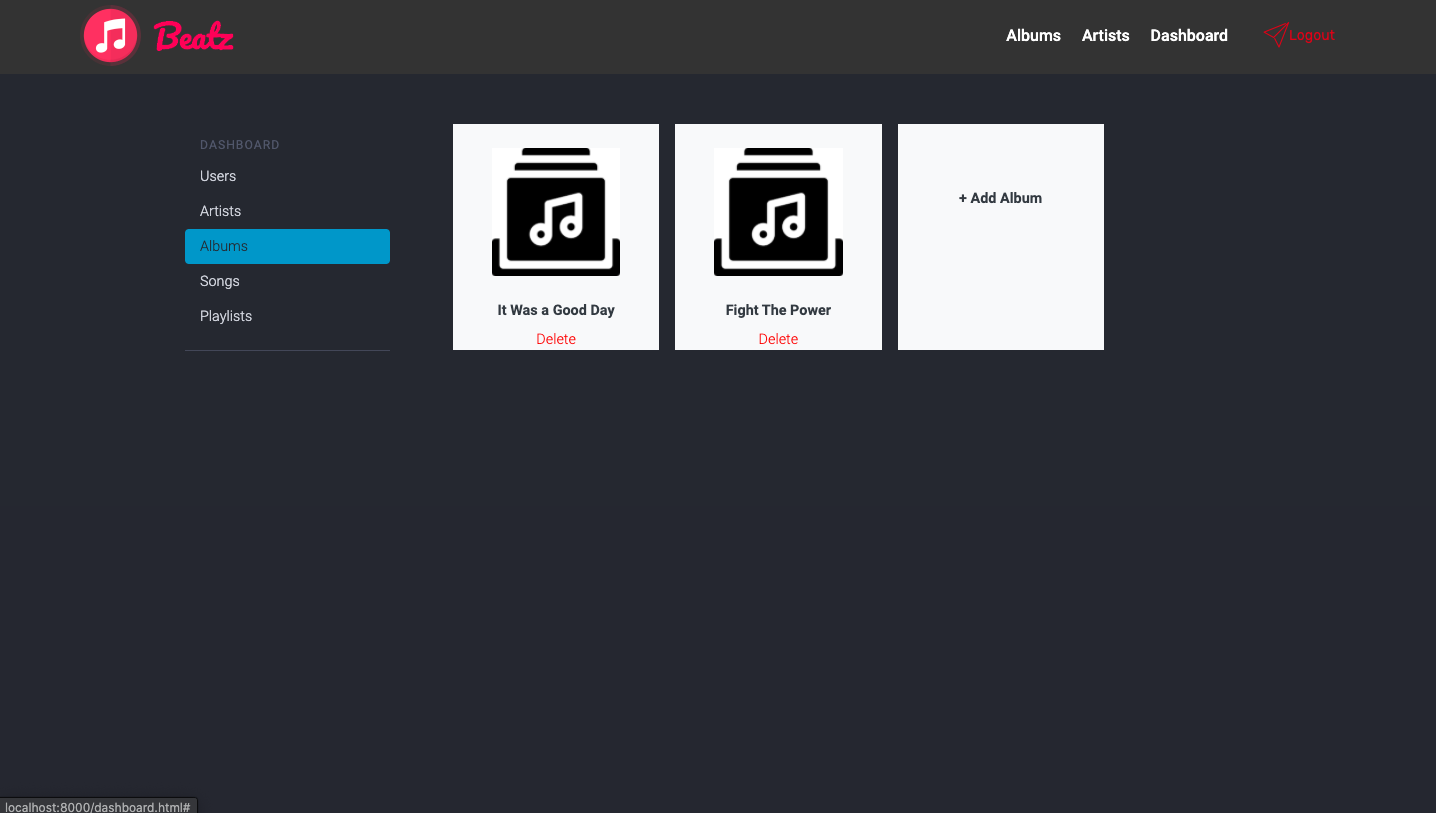 Beatz
Albums Artists Dashboard Logout
DASHBOARD
Users
Artists
Albums
Songs
Playlists
It Was a Good Day
Delete
Fight The Power
Delete
+ Add Album
localhost:8000/dashboard.html#